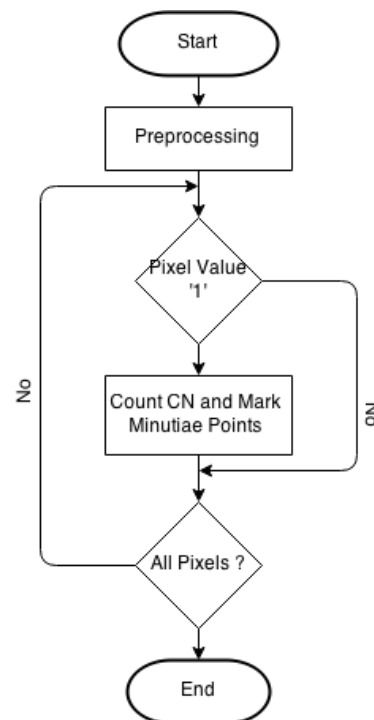 Start
Preprocessing
Pixel Value
'1'
No
Count CN and Mark
Minutiae Points
No
All Pixels ?
End